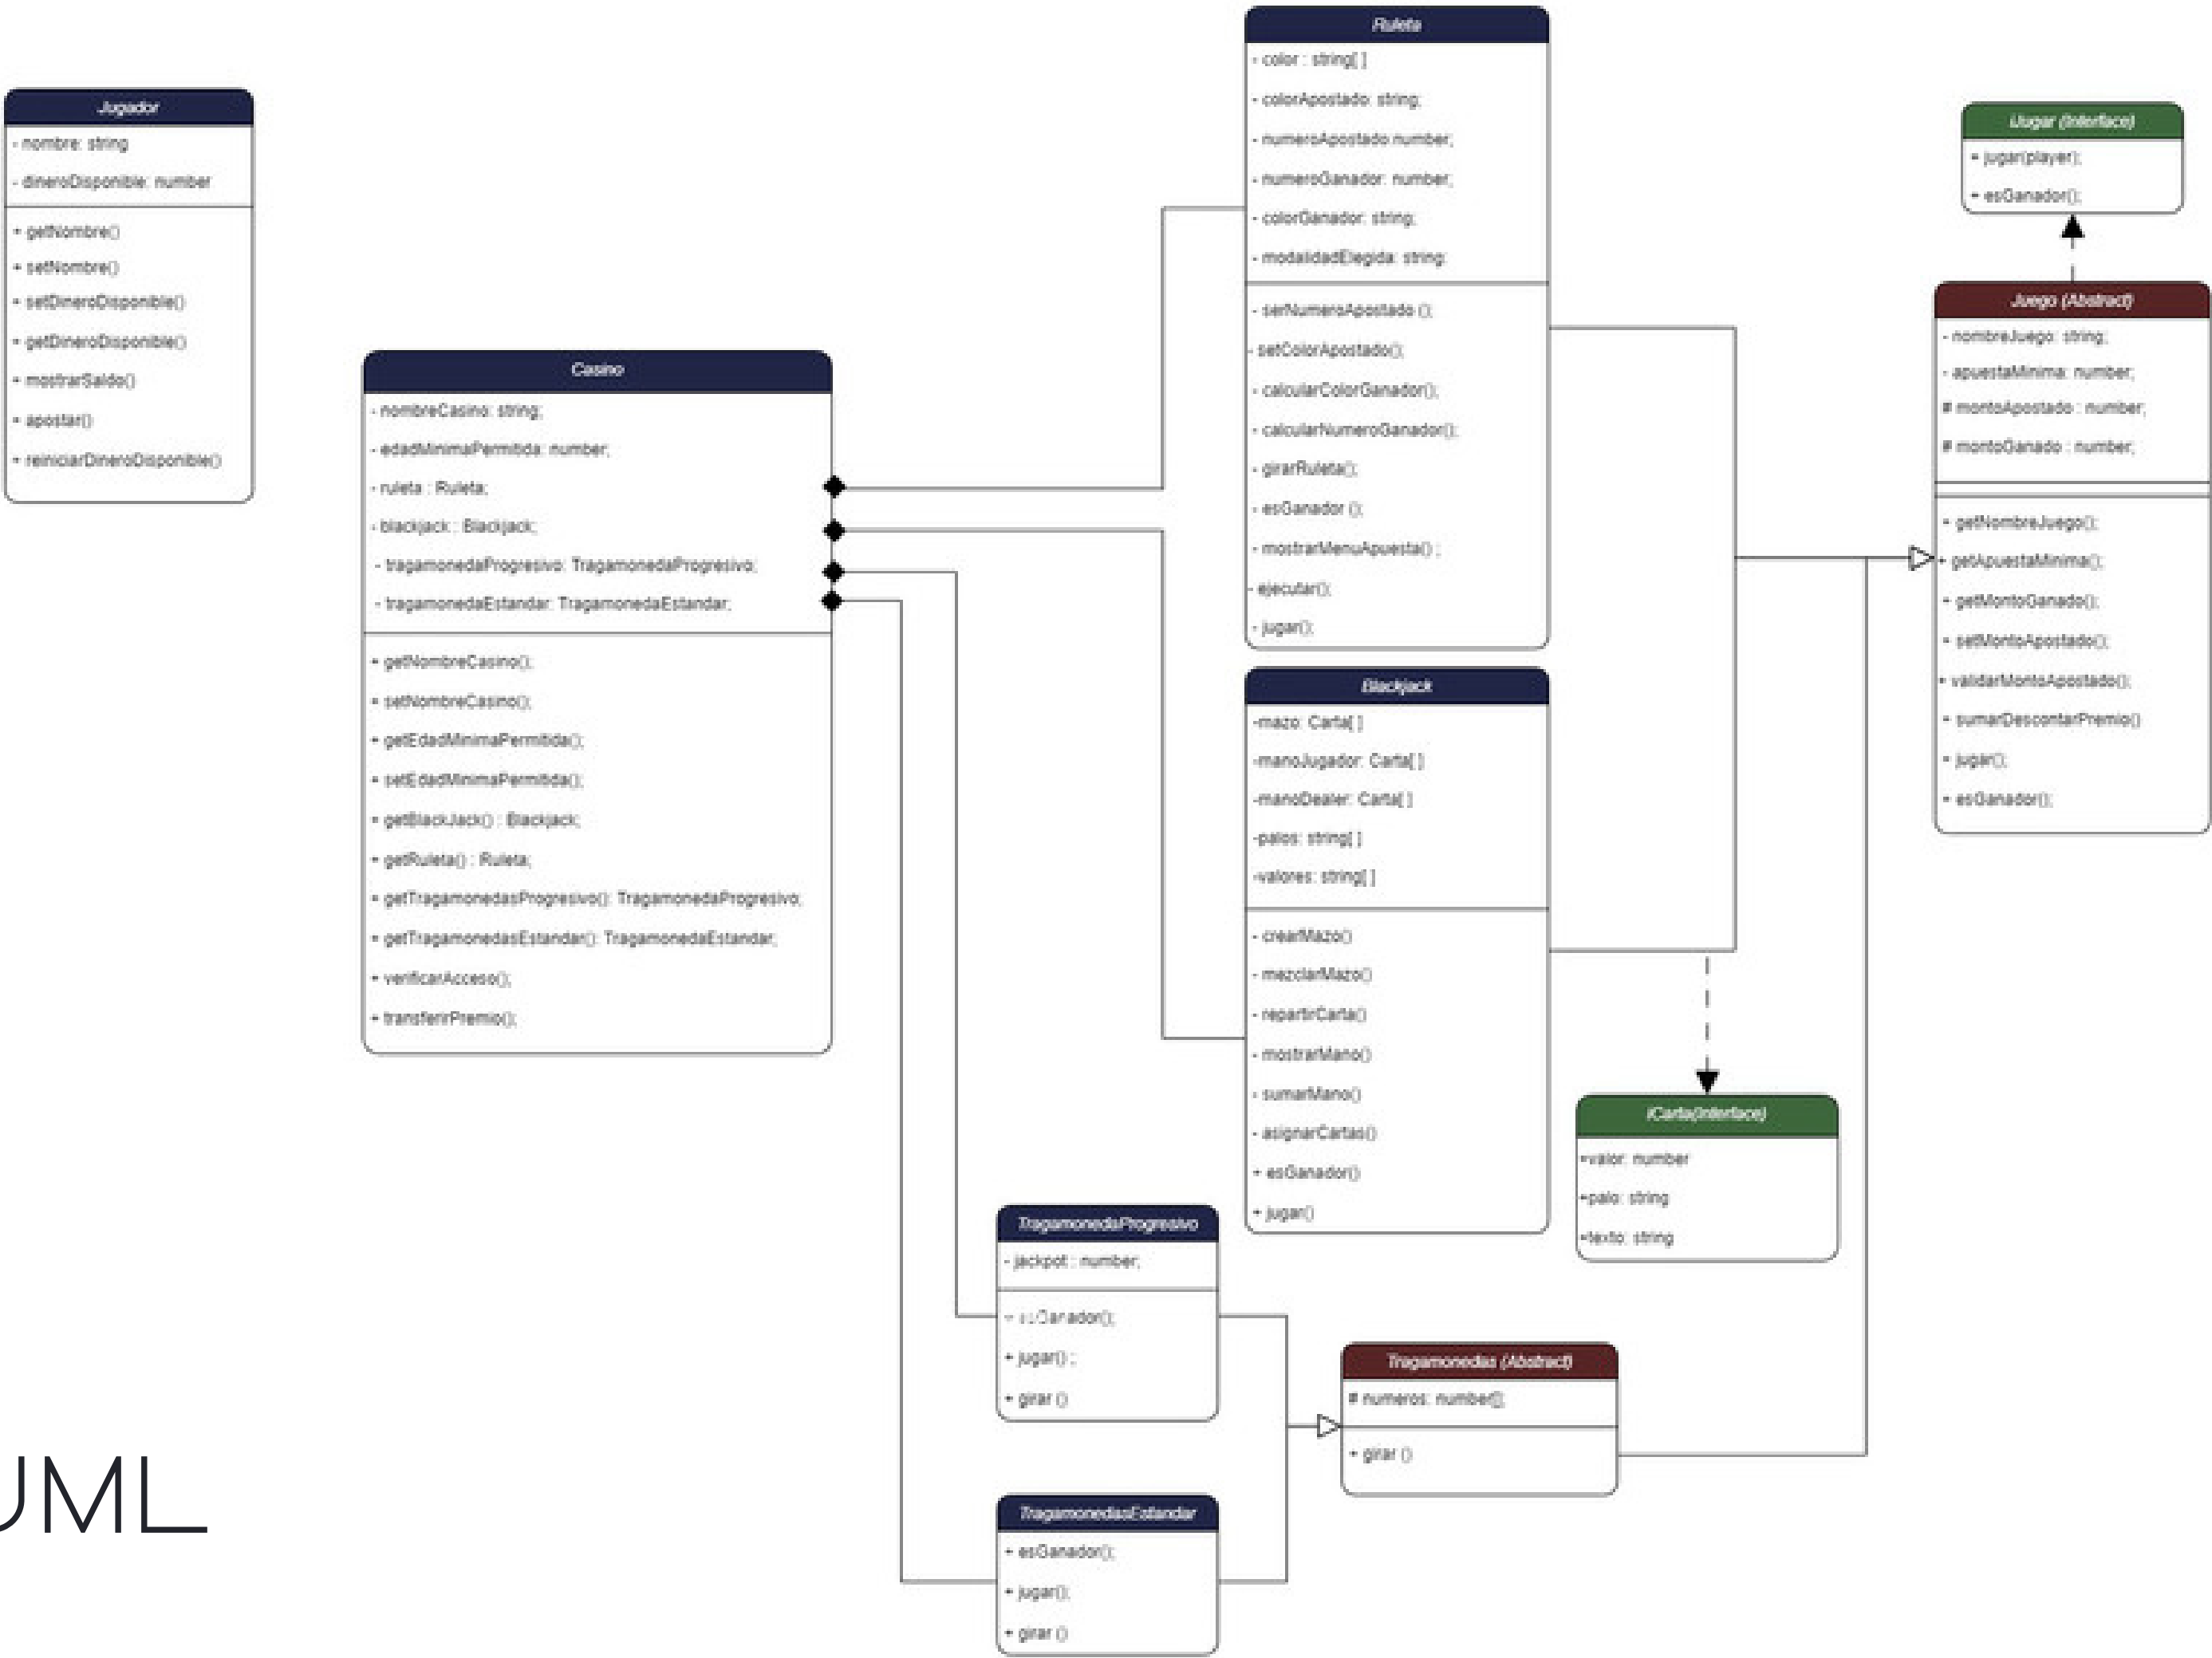 Jugador
- nombre: string
- dineroDisponible: number
+ getNombre()
+ setNombre()
+ setDineroDisponible()
+ getDineroDisponible()
+ mostrarSaldo()
+ apostar()
+ reiniciarDineroDisponible()
Casino
- nombreCasino: string;
- edadMinimaPermitida: number;
- ruleta : Ruleta;
- blackjack : Blackjack;
- tragamonedaProgresivo: TragamonedaProgresivo;
- tragamonedaEstandar: TragamonedaEstandar;
+ getNombreCasino();
+ setNombreCasino();
+ getEdadMinimaPermitida();
+ setEdadMinimaPermitida();
+ getBlackJack() : Blackjack;
+ getRuleta() : Ruleta;
+ getTragamonedasProgresivo(): TragamonedaProgresivo;
+ getTragamonedasEstandar(): TragamonedaEstandar;
+ verificarAcceso();
+ transferirPremio();
Ruleta
- color : string[ ]
- colorApostado: string;
- numeroApostado:number;
- numeroGanador: number;
- colorGanador: string;
- modalidadElegida: string:
- serNumeroApostado ();
- setColorApostado();
- calcularColorGanador();
- calcularNumeroGanador();
- girarRuleta();
- esGanador ();
- mostrarMenuApuesta() ;
- ejecutar();
- jugar();
Blackjack
-mazo: Carta[ ]
-manoJugador: Carta[ ]
-manoDealer: Carta[ ]
-palos: string[ ]
-valores: string[ ]
- crearMazo()
- mezclarMazo()
- repartirCarta()
- mostrarMano()
- sumarMano()
- asignarCartas()
+ esGanador()
+ jugar()
iJugar (Interface)
+ jugar(player);
+ esGanador();
Juego (Abstract)
- nombreJuego: string;
- apuestaMinima: number;
# montoApostado : number;
# montoGanado : number;
+ getNombreJuego();
+ getApuestaMinima();
+ getMontoGanado();
+ setMontoApostado();
+ validarMontoApostado();
+ sumarDescontarPremio()
+ jugar();
+ esGanador();
iCarta(Interface)
+valor: number
+palo: string
+texto: string
TragamonedaProgresivo
- jackpot : number;
+ jugar() ;
+ girar ()
Tragamonedas (Abstract)
# numeros: number[];
+ girar ()
TragamonedasEstandar
+ esGanador();
+ jugar();
+ girar ()
UML